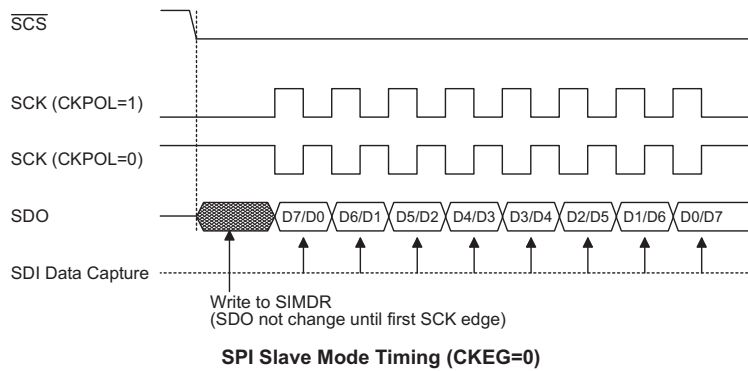 SCS
SCK (CKPOL=1)
SCK (CKPOL=0)
SDO D7/D0 D6/D1 D5/D2 D4/D3 D3/D4 D2/D5 D1/D6 D0/D7
SDI Data Capture
Write to SIMDR
(SDO not change until first SCK edge)
SPI Slave Mode Timing (CKEG=0)